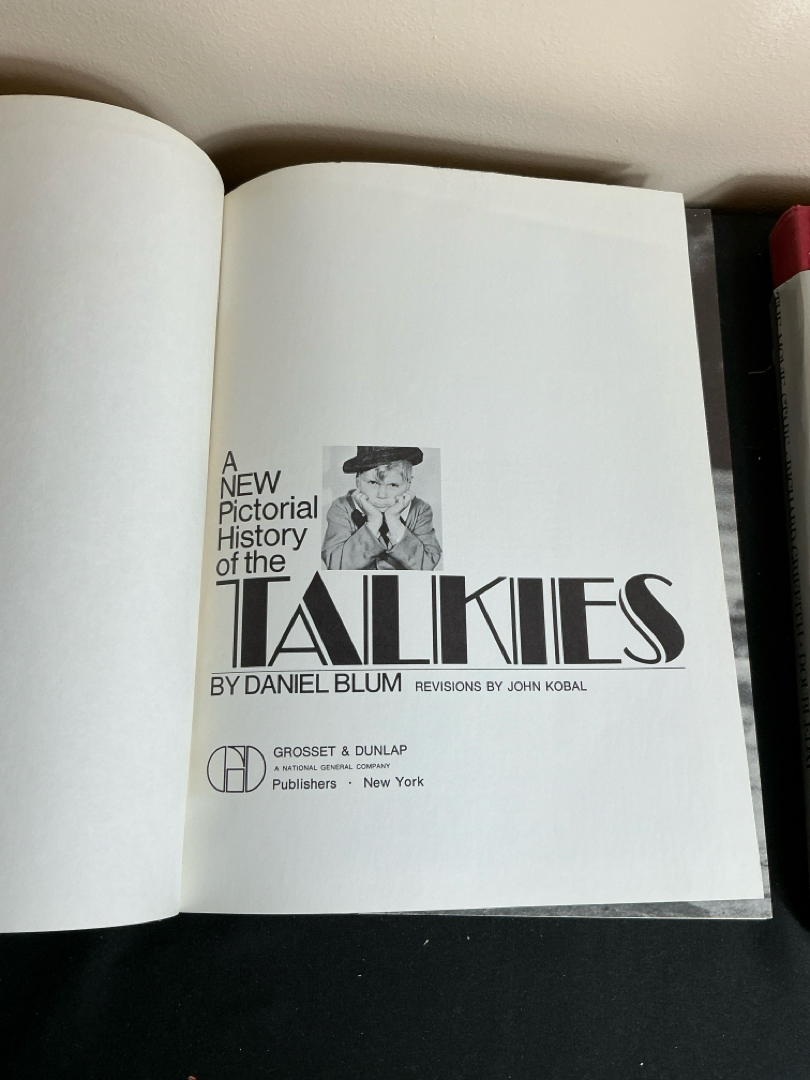 A
NEW
Pictorial
History
of the
TALKIES
BY DANIEL BLUM REVISIONS BY JOHN KOBAL
GROSSET & DUNLAP
A NATIONAL GENERAL COMPANY
Publishers · New York